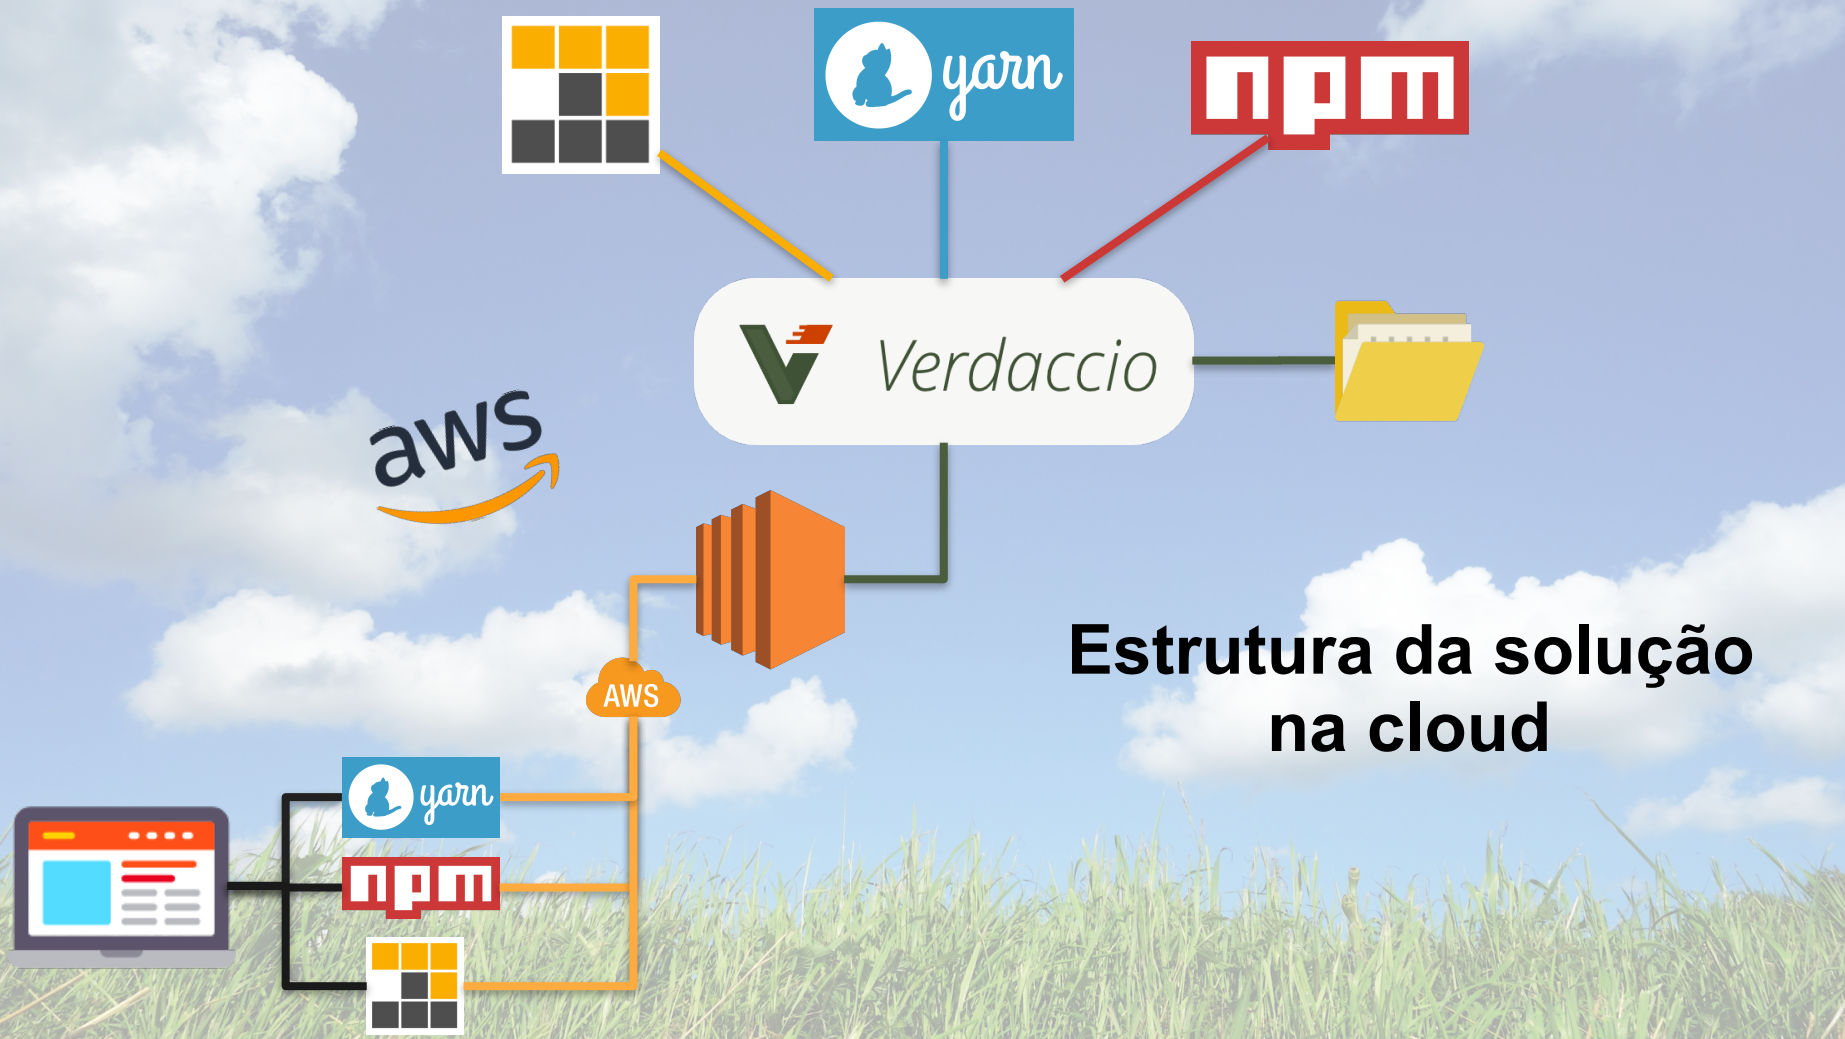 yarn
npm
Verdaccio
aws
AWS
Estrutura da solução
na cloud
yarn
npm